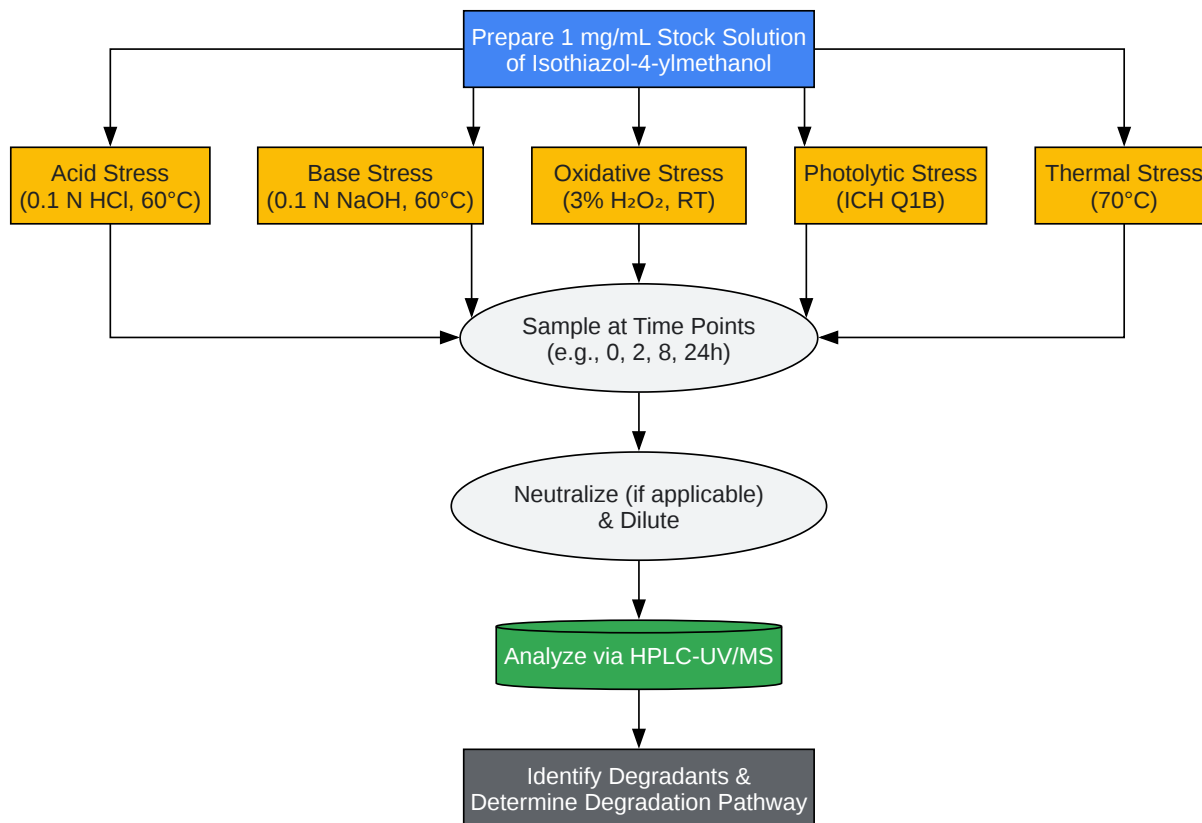 Prepare 1 mg/mL Stock Solution
of Isothiazol-4-ylmethanol
Acid Stress
(0.1 N HCl, 60°C)
Base Stress
(0.1 N NaOH, 60°C)
Oxidative Stress
(3% H₂O₂, RT)
Photolytic Stress
(ICH Q1B)
Thermal Stress
(70°C)
Sample at Time Points
(e.g., 0, 2, 8, 24h)
Neutralize (if applicable)
& Dilute
Analyze via HPLC-UV/MS
Identify Degradants &
Determine Degradation Pathway